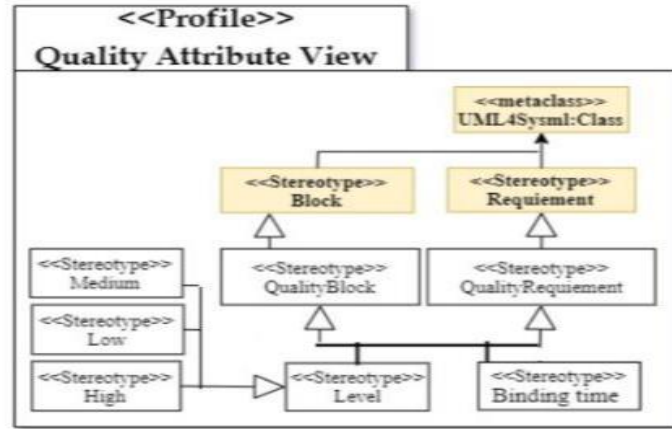 <<Profile>>
Quality Attribute View
<<metaclass>>
UML4Sysml:Class
<<Stereotype>>
Block
<<Stereotype>>
Requiement
<<Stereotype>>
Medium
<<Stereotype>>
QualityBlock
<<Stereotype>>
QualityRequiement
<<Stereotype>>
Low
<<Stereotype>>
High
<<Stereotype>>
Level
<<Stereotype>>
Binding time